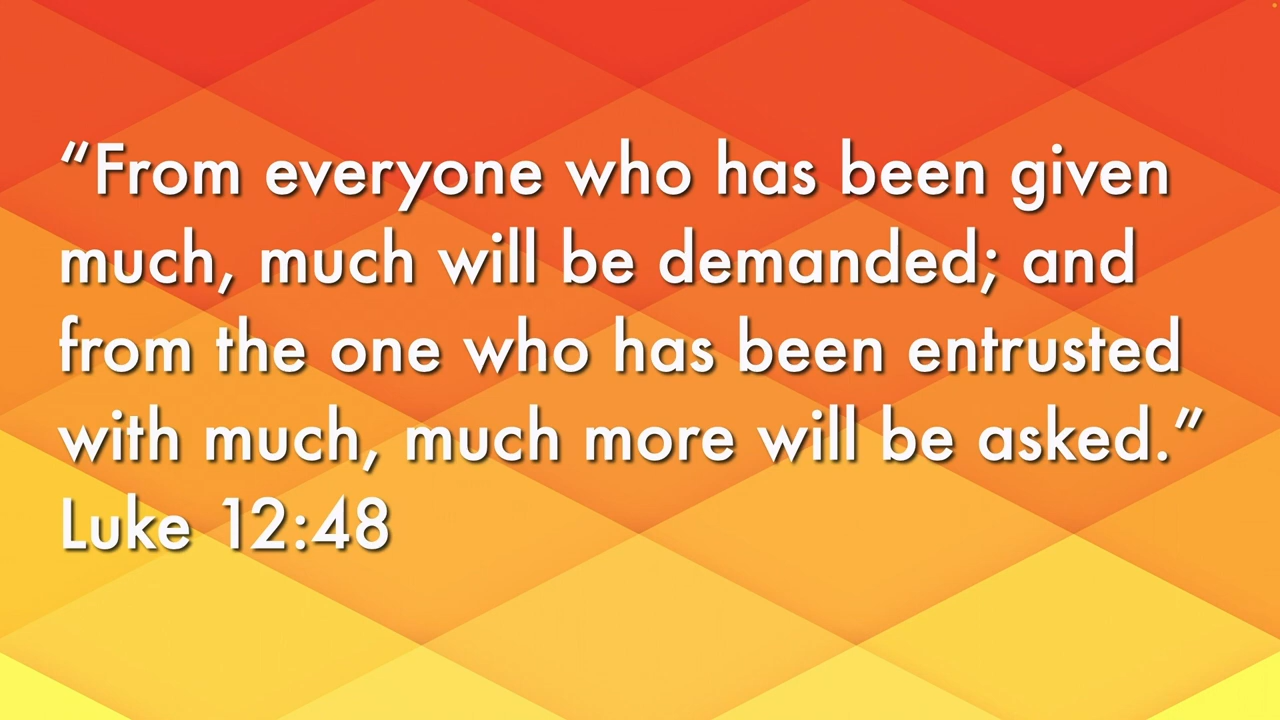 “From everyone who has been given
much, much will be demanded; and
from the one who has been entrusted
with much, much more will be asked.”
Luke 12:48